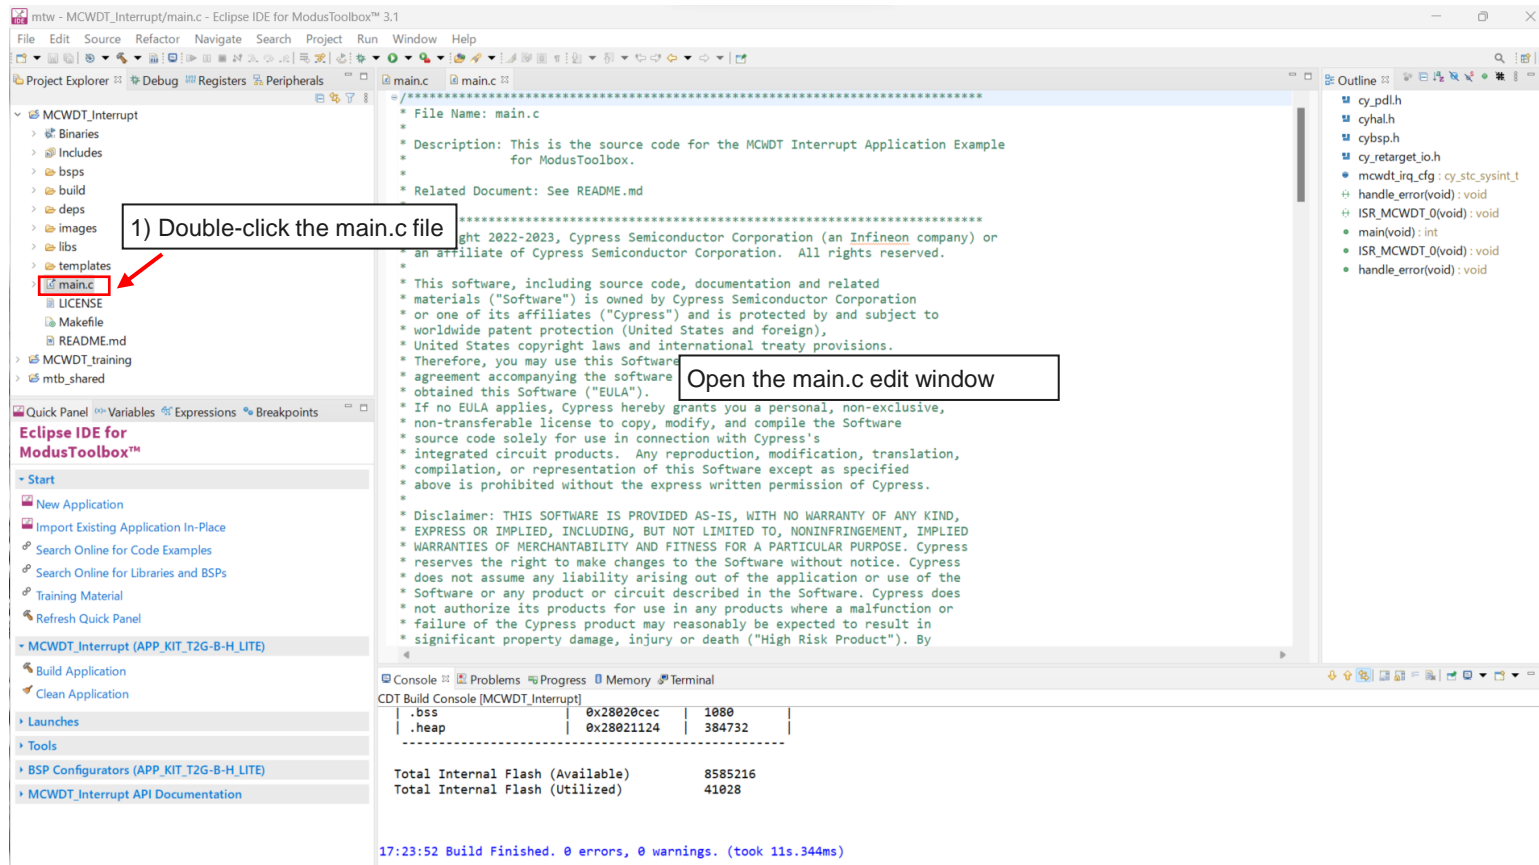 mtw - MCWDT_Interrupt/main.c - Eclipse IDE for ModusToolbox™ 3.1
File Edit Source Refactor Navigate Search Project Run Window Help
Project Explorer Debug Registers Peripherals
MCWDT_Interrupt
Binaries
Includes
bsps
build
deps
images
libs
templates
main.c
LICENSE
Makefile
README.md
MCWDT_training
mtb_shared
1) Double-click the main.c file
Quick Panel Variables Expressions Breakpoints
Eclipse IDE for
ModusToolbox™
Start
New Application
Import Existing Application In-Place
Search Online for Code Examples
Search Online for Libraries and BSPs
Training Material
Refresh Quick Panel
MCWDT_Interrupt (APP_KIT_T2G-B-H_LITE)
Build Application
Clean Application
Launches
Tools
BSP Configurators (APP_KIT_T2G-B-H_LITE)
MCWDT_Interrupt API Documentation
main.c main.c
/******************************************************************************
* File Name: main.c
*
* Description: This is the source code for the MCWDT Interrupt Application Example
* for ModusToolbox.
*
* Related Document: See README.md
*
******************************************************************************
ght 2022-2023, Cypress Semiconductor Corporation (an Infineon company) or
* an affiliate of Cypress Semiconductor Corporation. All rights reserved.
*
* This software, including source code, documentation and related
* materials ("Software") is owned by Cypress Semiconductor Corporation
* or one of its affiliates ("Cypress") and is protected by and subject to
* worldwide patent protection (United States and foreign),
* United States copyright laws and international treaty provisions.
* Therefore, you may use this Software
* agreement accompanying the software
* obtained this Software ("EULA").
* If no EULA applies, Cypress hereby grants you a personal, non-exclusive,
* non-transferable license to copy, modify, and compile the Software
* source code solely for use in connection with Cypress's
* integrated circuit products. Any reproduction, modification, translation,
* compilation, or representation of this Software except as specified
* above is prohibited without the express written permission of Cypress.
*
* Disclaimer: THIS SOFTWARE IS PROVIDED AS-IS, WITH NO WARRANTY OF ANY KIND,
* EXPRESS OR IMPLIED, INCLUDING, BUT NOT LIMITED TO, NONINFRINGEMENT, IMPLIED
* WARRANTIES OF MERCHANTABILITY AND FITNESS FOR A PARTICULAR PURPOSE. Cypress
* reserves the right to make changes to the Software without notice. Cypress
* does not assume any liability arising out of the application or use of the
* Software or any product or circuit described in the Software. Cypress does
* not authorize its products for use in any products where a malfunction or
* failure of the Cypress product may reasonably be expected to result in
* significant property damage, injury or death ("High Risk Product"). By
Open the main.c edit window
Console Problems Progress Memory Terminal
CDT Build Console [MCWDT_Interrupt]
| .bss | 0x28020cec | 1080 |
| .heap | 0x28021124 | 384732 |
----------------------------------------------------
Total Internal Flash (Available) 8585216
Total Internal Flash (Utilized) 41028
17:23:52 Build Finished. 0 errors, 0 warnings. (took 11s.344ms)
Outline
cy_pdl.h
cyhal.h
cybsp.h
cy_retarget_io.h
mcwdt_irq_cfg : cy_stc_sysint_t
handle_error(void) : void
ISR_MCWDT_0(void) : void
main(void) : int
ISR_MCWDT_0(void) : void
handle_error(void) : void